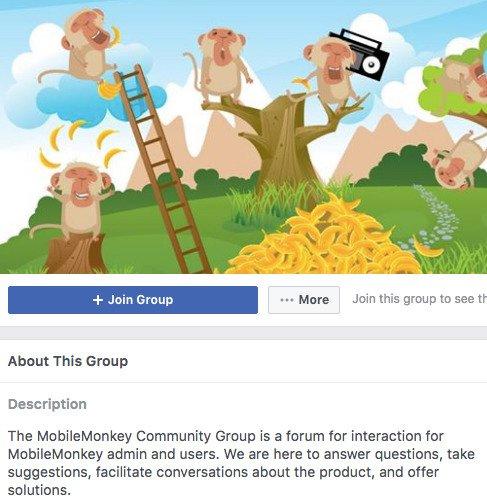 + Join Group
••• More
Join this group to see th
About This Group
Description
The MobileMonkey Community Group is a forum for interaction for
MobileMonkey admin and users. We are here to answer questions, take
suggestions, facilitate conversations about the product, and offer
solutions.